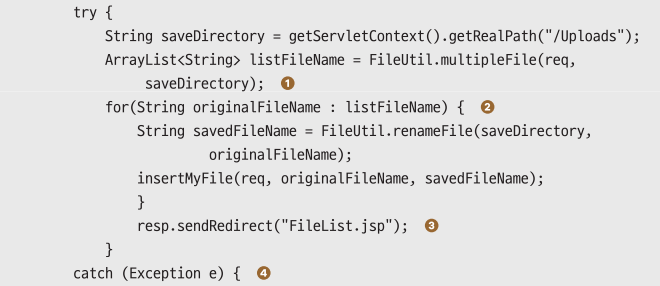 try {
String saveDirectory = getServletContext().getRealPath("/Uploads");
ArrayList<String> listFileName = FileUtil.multipleFile(req,
saveDirectory); ❶
for(String originalFileName : listFileName) { ❷
String savedFileName = FileUtil.renameFile(saveDirectory,
originalFileName);
insertMyFile(req, originalFileName, savedFileName);
}
resp.sendRedirect("FileList.jsp"); ❸
}
catch (Exception e) { ❹